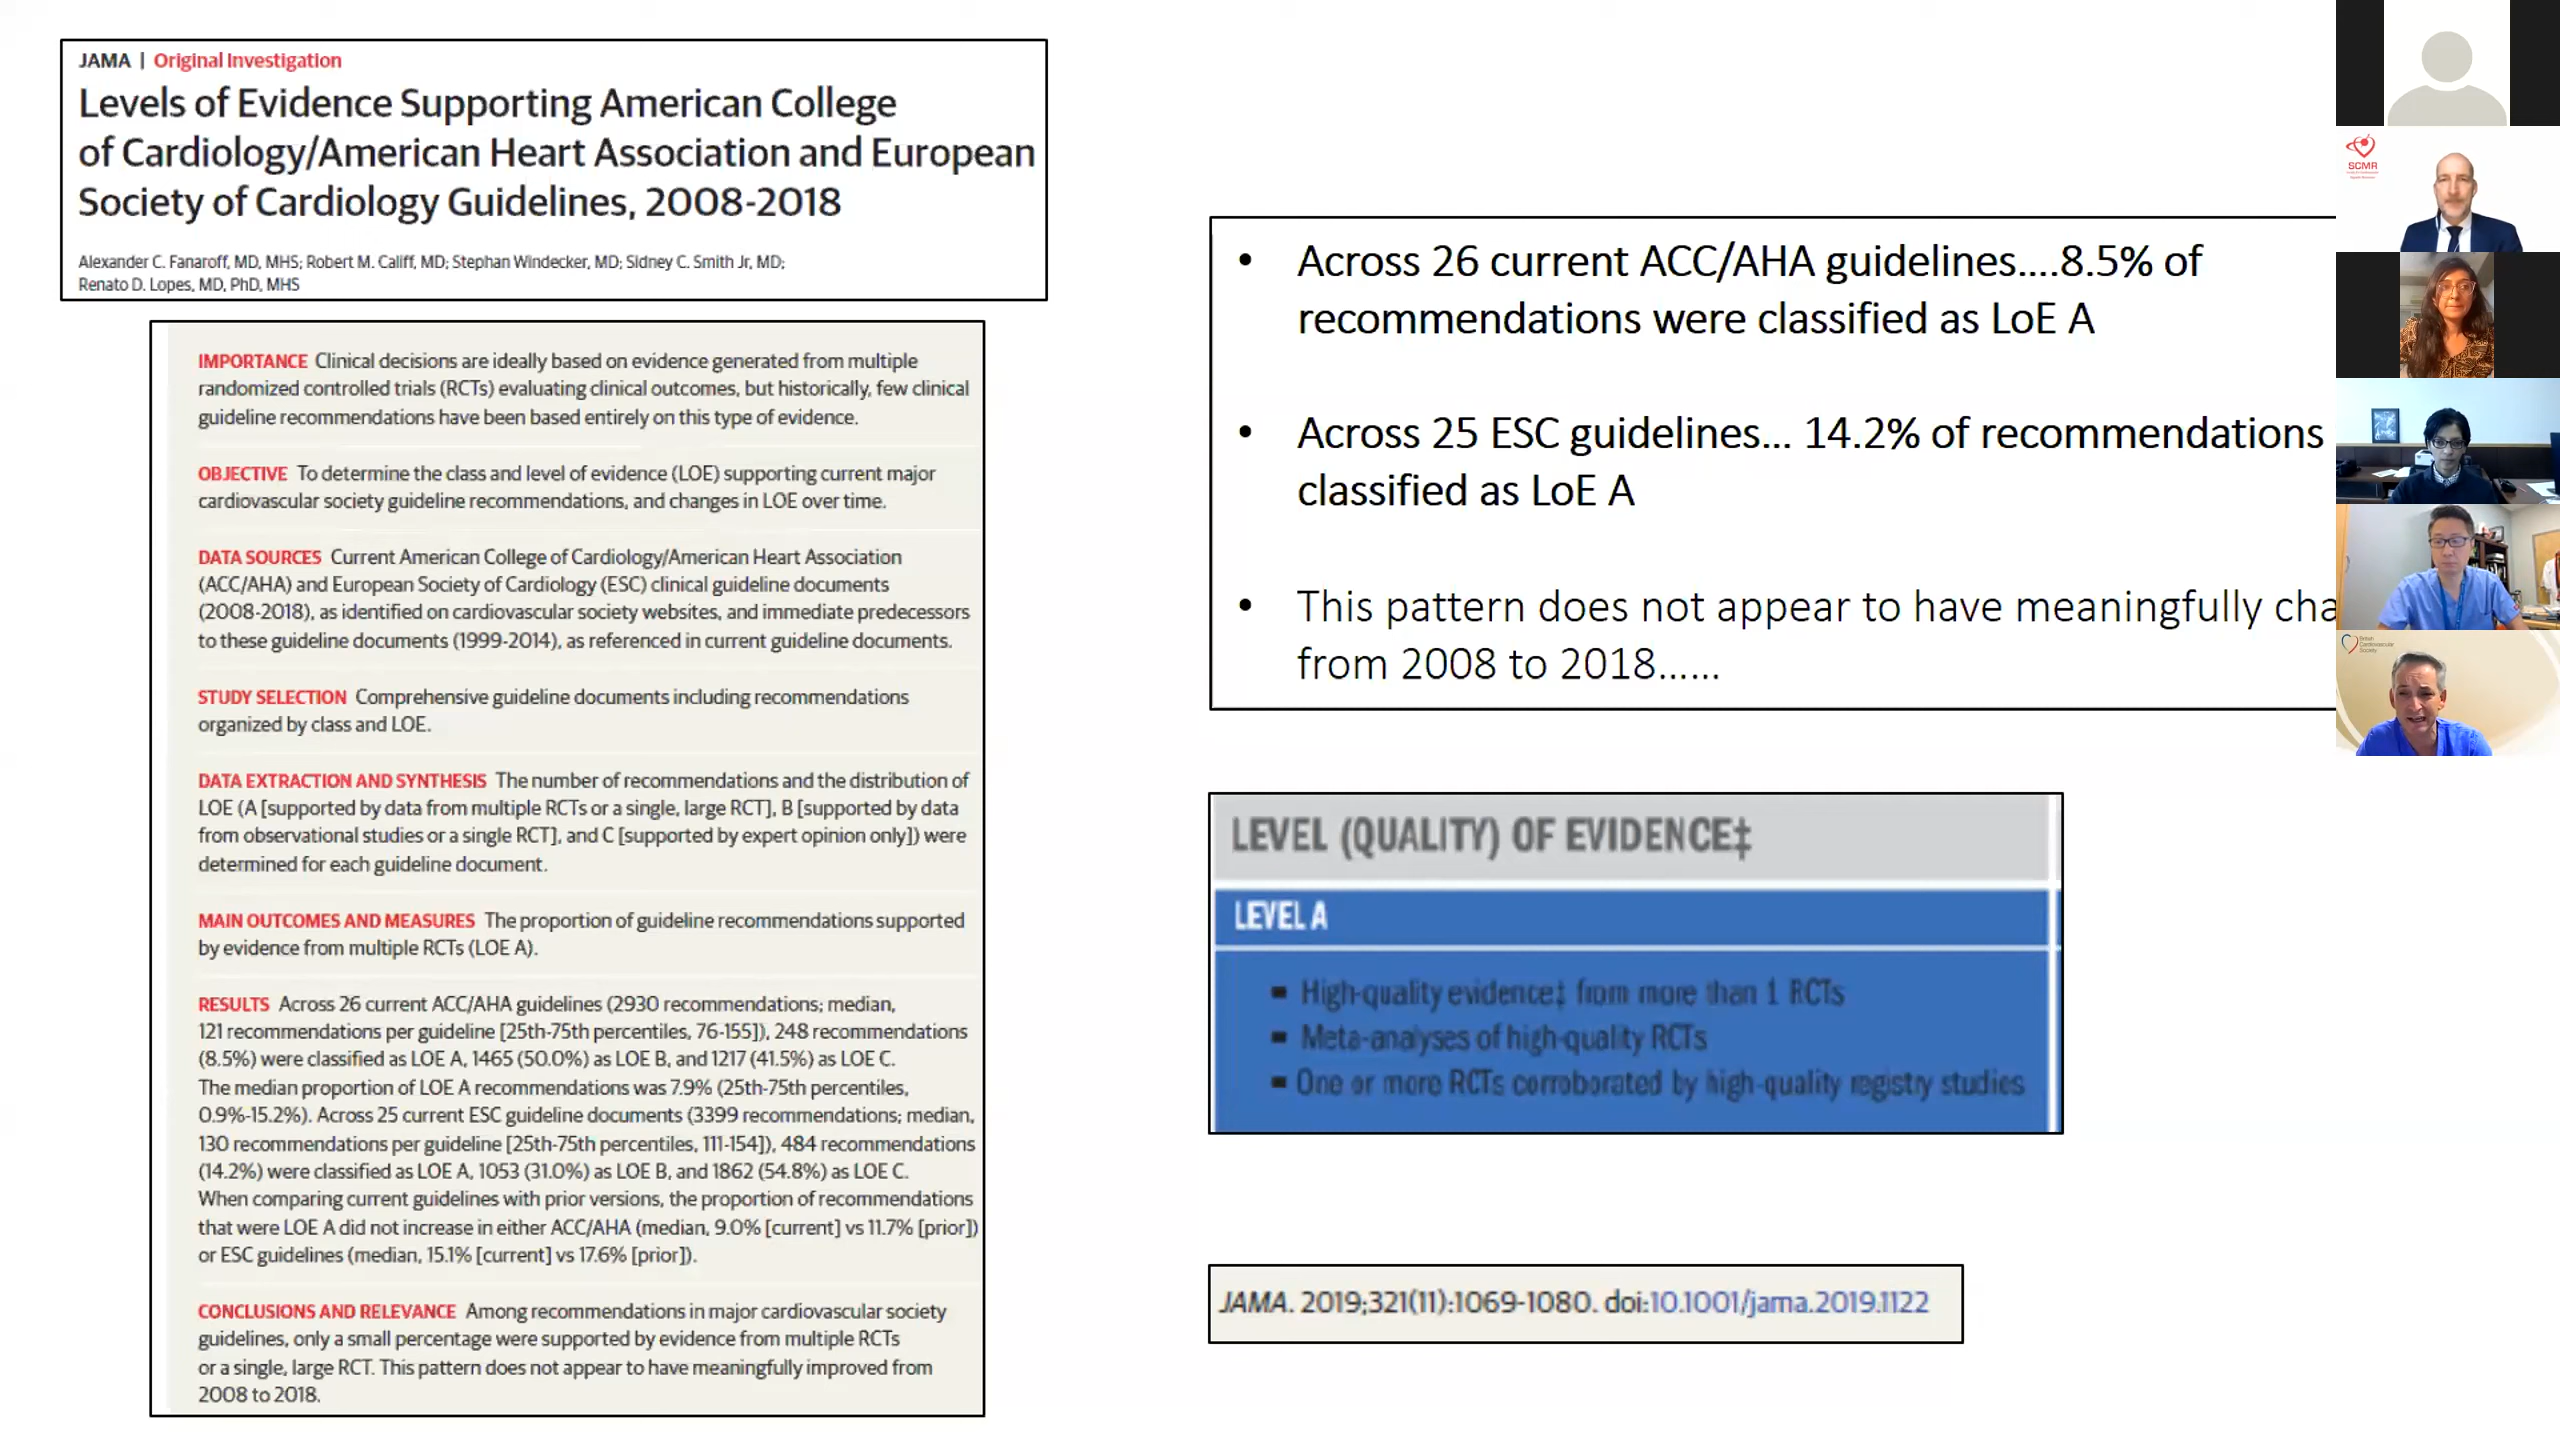 JAMA | Original Investigation
Levels of Evidence Supporting American College
of Cardiology/American Heart Association and European
Society of Cardiology Guidelines, 2008-2018
Alexander C. Fanaroff, MD, MHS; Robert M. Califf, MD; Stephan Windecker, MD; Sidney C. Smith Jr, MD;
Renato D. Lopes, MD, PhD, MHS
IMPORTANCE Clinical decisions are ideally based on evidence generated from multiple
randomized controlled trials (RCTs) evaluating clinical outcomes, but historically, few clinical
guideline recommendations have been based entirely on this type of evidence.
OBJECTIVE To determine the class and level of evidence (LOE) supporting current major
cardiovascular society guideline recommendations, and changes in LOE over time.
DATA SOURCES Current American College of Cardiology/American Heart Association
(ACC/AHA) and European Society of Cardiology (ESC) clinical guideline documents
(2008-2018), as identified on cardiovascular society websites, and immediate predecessors
to these guideline documents (1999-2014), as referenced in current guideline documents.
STUDY SELECTION Comprehensive guideline documents including recommendations
organized by class and LOE.
DATA EXTRACTION AND SYNTHESIS The number of recommendations and the distribution of
LOE (A [supported by data from multiple RCTs or a single, large RCT], B [supported by data
from observational studies or a single RCT], and C [supported by expert opinion only]) were
determined for each guideline document.
MAIN OUTCOMES AND MEASURES The proportion of guideline recommendations supported
by evidence from multiple RCTs (LOE A).
RESULTS Across 26 current ACC/AHA guidelines (2930 recommendations; median,
121 recommendations per guideline [25th-75th percentiles, 76-155]), 248 recommendations
(8.5%) were classified as LOE A, 1465 (50.0%) as LOE B, and 1217 (41.5%) as LOE C.
The median proportion of LOE A recommendations was 7.9% (25th-75th percentiles,
0.9%-15.2%). Across 25 current ESC guideline documents (3399 recommendations; median,
130 recommendations per guideline [25th-75th percentiles, 111-154]), 484 recommendations
(14.2%) were classified as LOE A, 1053 (31.0%) as LOE B, and 1862 (54.8%) as LOE C.
When comparing current guidelines with prior versions, the proportion of recommendations
that were LOE A did not increase in either ACC/AHA (median, 9.0% [current] vs 11.7% [prior])
or ESC guidelines (median, 15.1% [current] vs 17.6% [prior]).
CONCLUSIONS AND RELEVANCE Among recommendations in major cardiovascular society
guidelines, only a small percentage were supported by evidence from multiple RCTs
or a single, large RCT. This pattern does not appear to have meaningfully improved from
2008 to 2018.
• Across 26 current ACC/AHA guidelines....8.5% of
recommendations were classified as LoE A
• Across 25 ESC guidelines... 14.2% of recommendations
classified as LoE A
• This pattern does not appear to have meaningfully cha
from 2008 to 2018......
LEVEL (QUALITY) OF EVIDENCE‡
LEVEL A
▪ High-quality evidence‡ from more than 1 RCTs
▪ Meta-analyses of high-quality RCTs
▪ One or more RCTs corroborated by high-quality registry studies
JAMA. 2019;321(11):1069-1080. doi:10.1001/jama.2019.1122
SCMR
British
Cardiovascular
Society